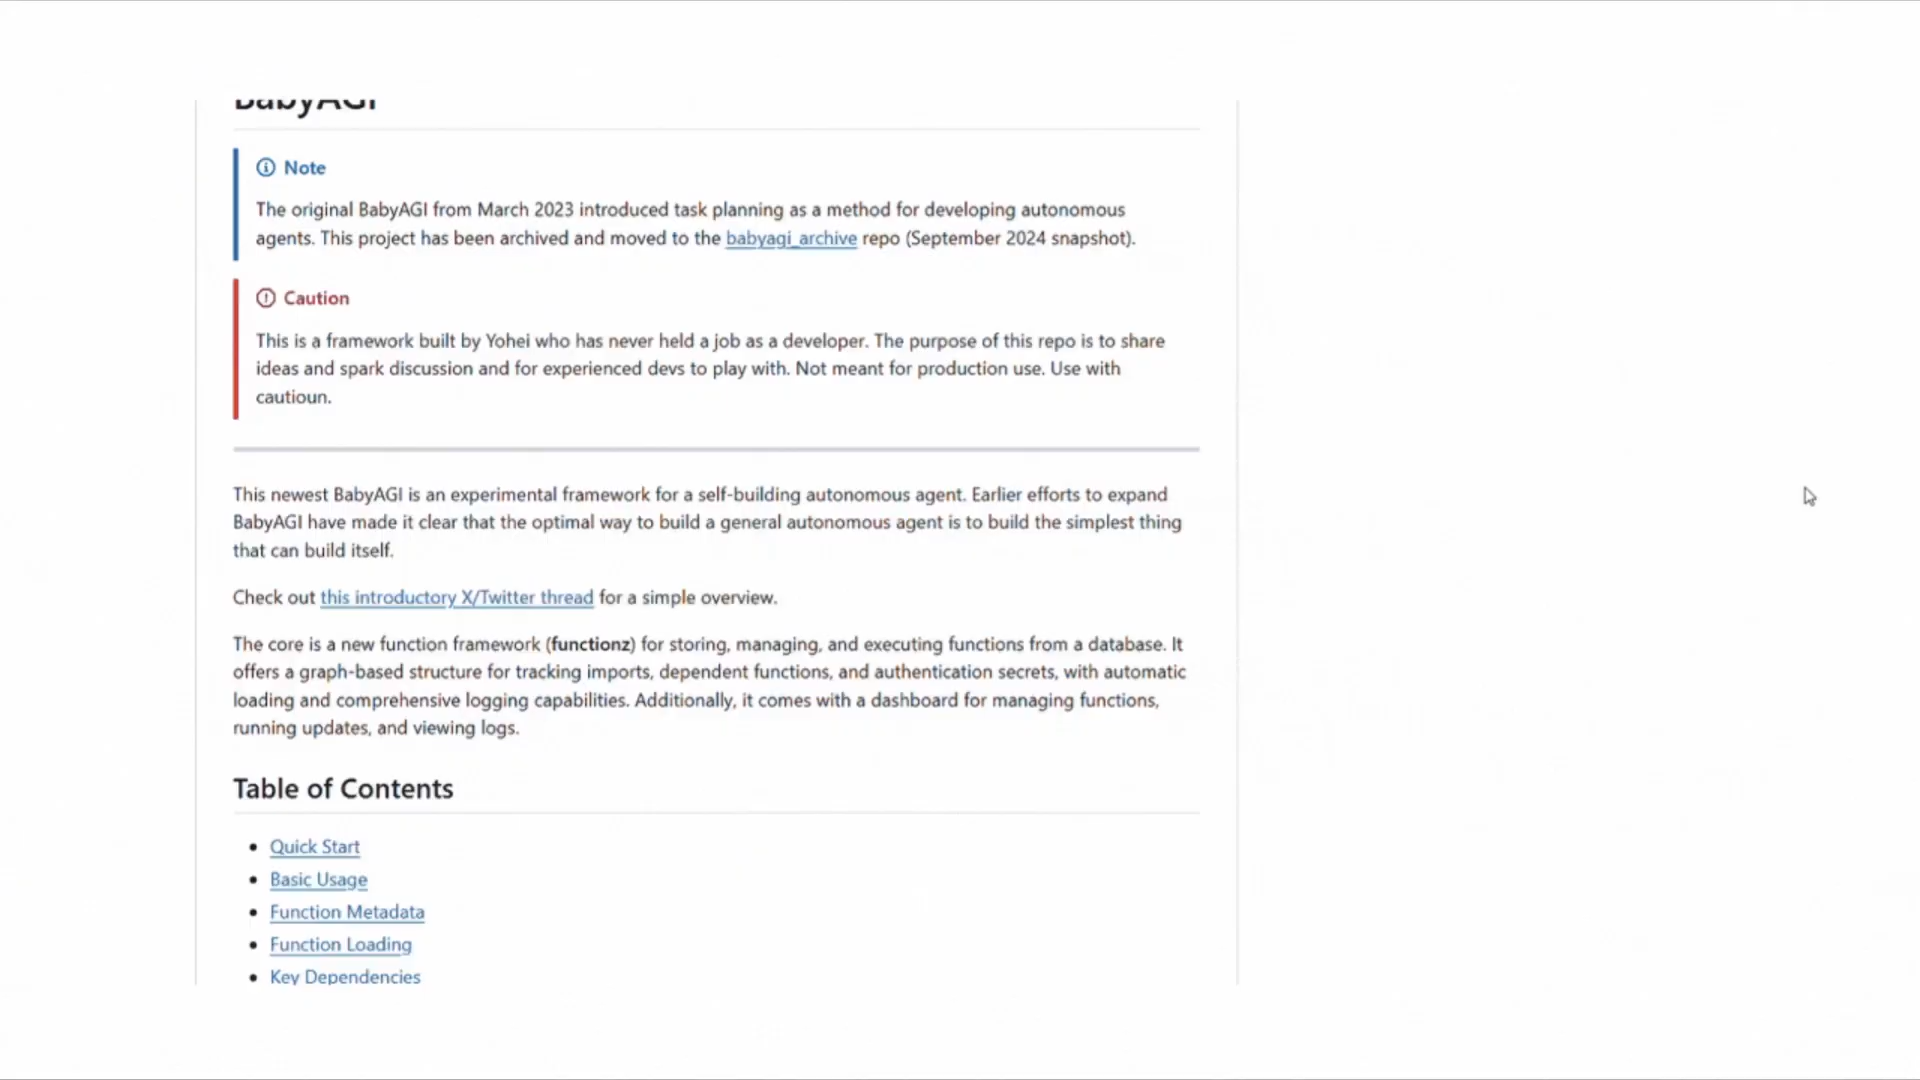 BabyAGI
Note
The original BabyAGI from March 2023 introduced task planning as a method for developing autonomous
agents. This project has been archived and moved to the babyagi_archive repo (September 2024 snapshot).
Caution
This is a framework built by Yohei who has never held a job as a developer. The purpose of this repo is to share
ideas and spark discussion and for experienced devs to play with. Not meant for production use. Use with
cautioun.
This newest BabyAGI is an experimental framework for a self-building autonomous agent. Earlier efforts to expand
BabyAGI have made it clear that the optimal way to build a general autonomous agent is to build the simplest thing
that can build itself.
Check out this introductory X/Twitter thread for a simple overview.
The core is a new function framework (functionz) for storing, managing, and executing functions from a database. It
offers a graph-based structure for tracking imports, dependent functions, and authentication secrets, with automatic
loading and comprehensive logging capabilities. Additionally, it comes with a dashboard for managing functions,
running updates, and viewing logs.
Table of Contents
Quick Start
Basic Usage
Function Metadata
Function Loading
Key Dependencies